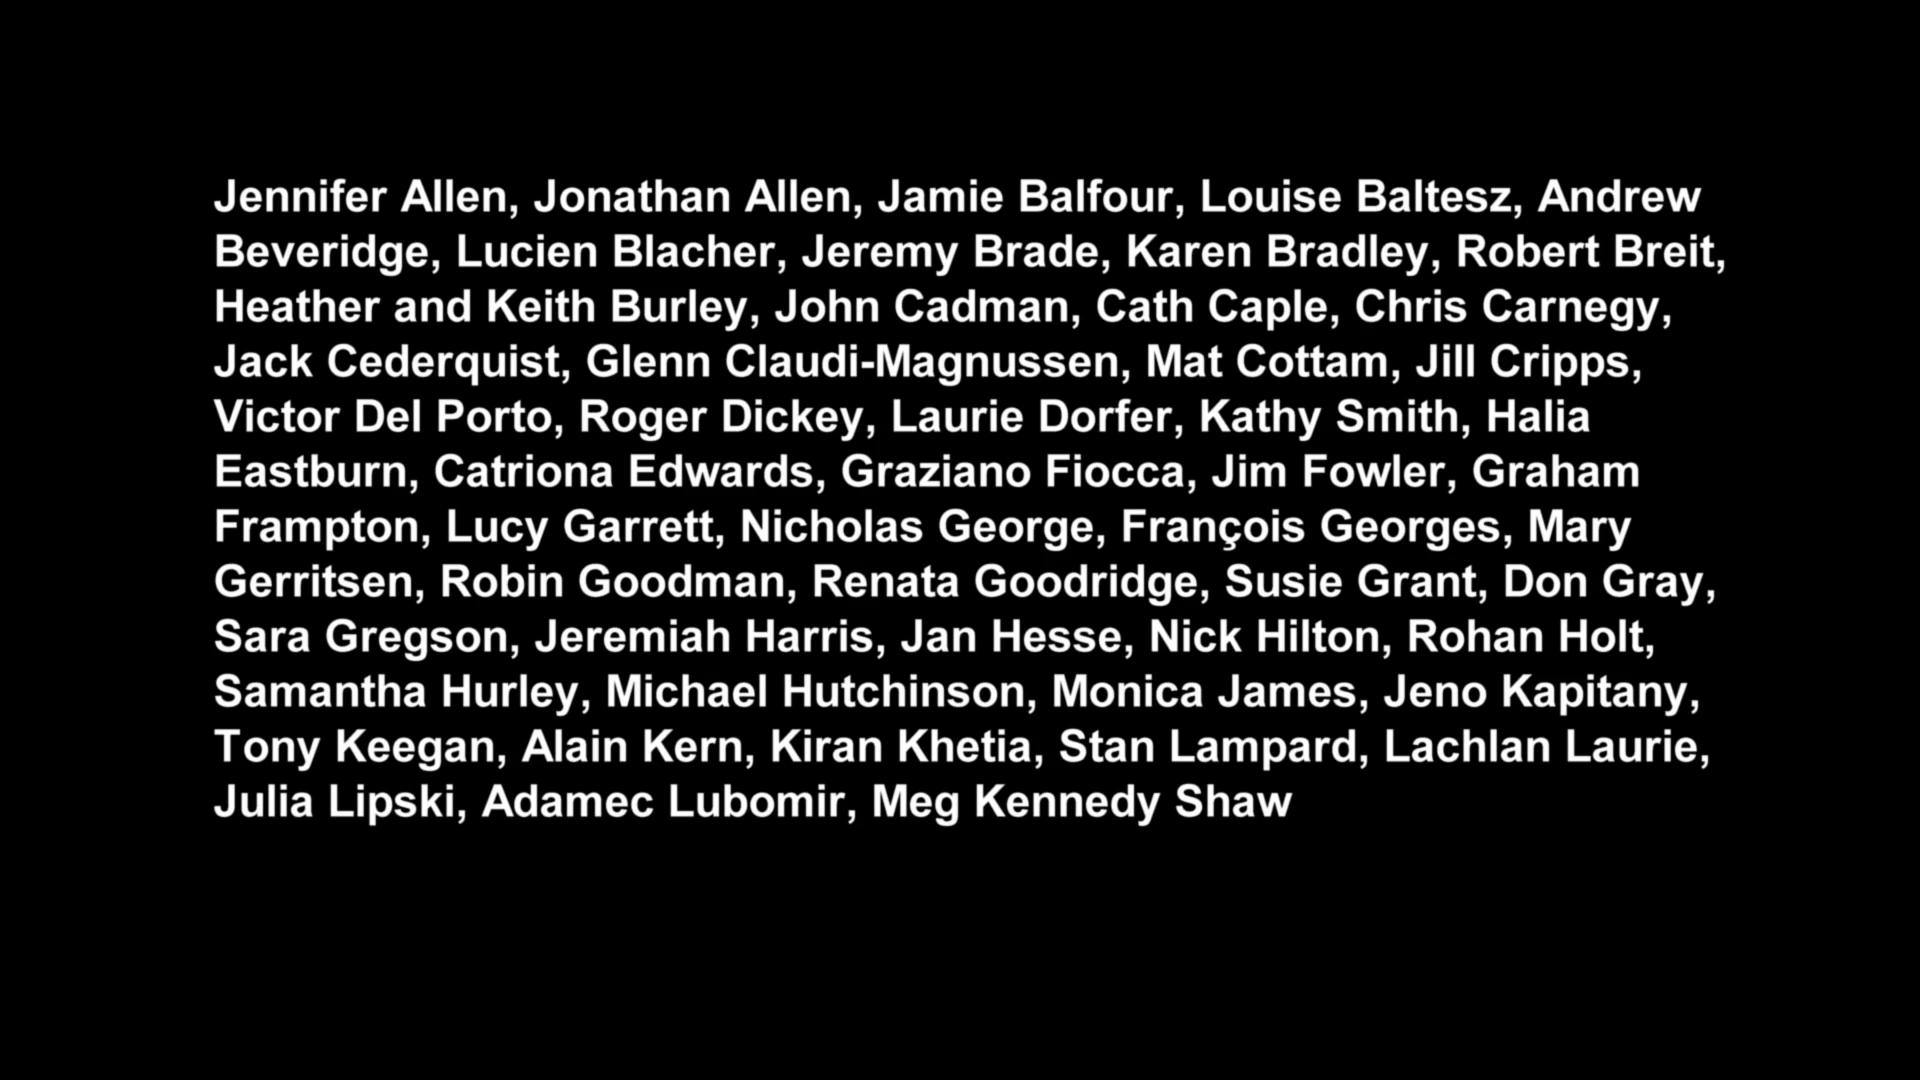 Jennifer Allen, Jonathan Allen, Jamie Balfour, Louise Baltesz, Andrew
Beveridge, Lucien Blacher, Jeremy Brade, Karen Bradley, Robert Breit,
Heather and Keith Burley, John Cadman, Cath Caple, Chris Carnegy,
Jack Cederquist, Glenn Claudi-Magnussen, Mat Cottam, Jill Cripps,
Victor Del Porto, Roger Dickey, Laurie Dorfer, Kathy Smith, Halia
Eastburn, Catriona Edwards, Graziano Fiocca, Jim Fowler, Graham
Frampton, Lucy Garrett, Nicholas George, François Georges, Mary
Gerritsen, Robin Goodman, Renata Goodridge, Susie Grant, Don Gray,
Sara Gregson, Jeremiah Harris, Jan Hesse, Nick Hilton, Rohan Holt,
Samantha Hurley, Michael Hutchinson, Monica James, Jeno Kapitany,
Tony Keegan, Alain Kern, Kiran Khetia, Stan Lampard, Lachlan Laurie,
Julia Lipski, Adamec Lubomir, Meg Kennedy Shaw